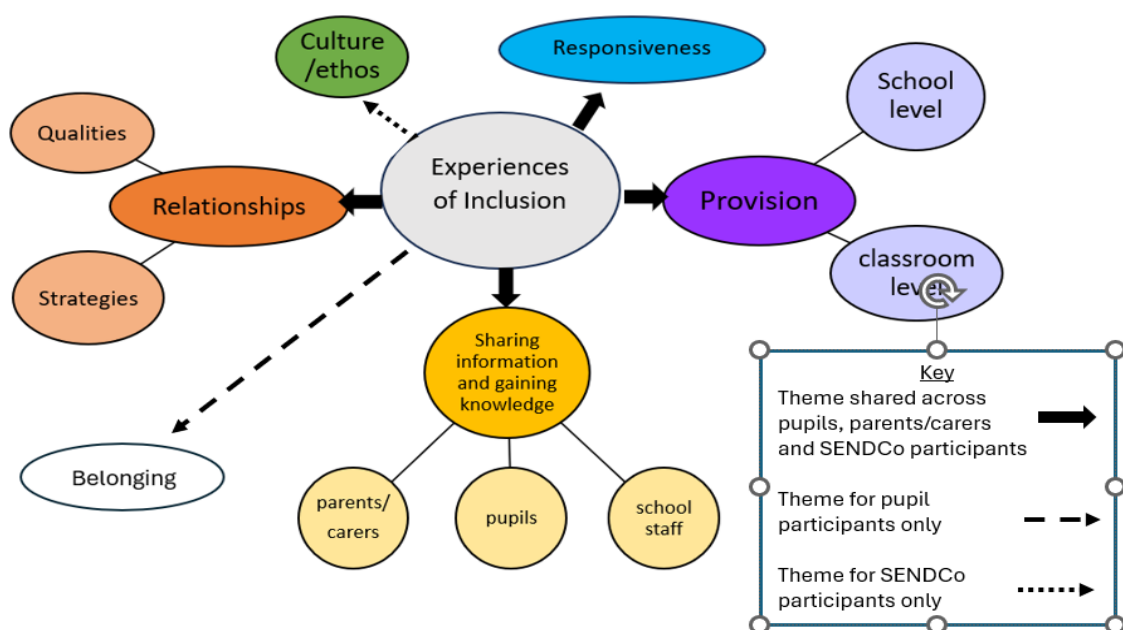 Culture
/ethos
Responsiveness
School
level
Qualities
Experiences
of Inclusion
Relationships
Provision
Strategies
classroom
level
Sharing
information
and gaining
knowledge
Belonging
parents/
carers
pupils
school
staff
Key
Theme shared across
pupils, parents/carers
and SENDCo participants
Theme for pupil
participants only
Theme for SENDCo
participants only